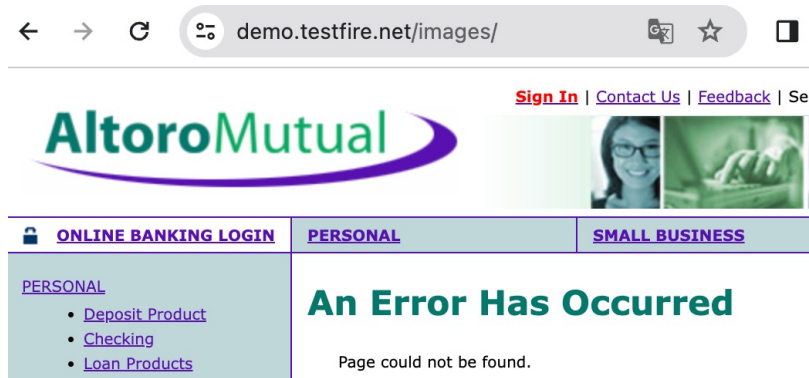 demo.testfire.net/images/
Sign In | Contact Us | Feedback | Se
AltoroMutual
ONLINE BANKING LOGIN
PERSONAL
SMALL BUSINESS
PERSONAL
Deposit Product
Checking
Loan Products
An Error Has Occurred
Page could not be found.